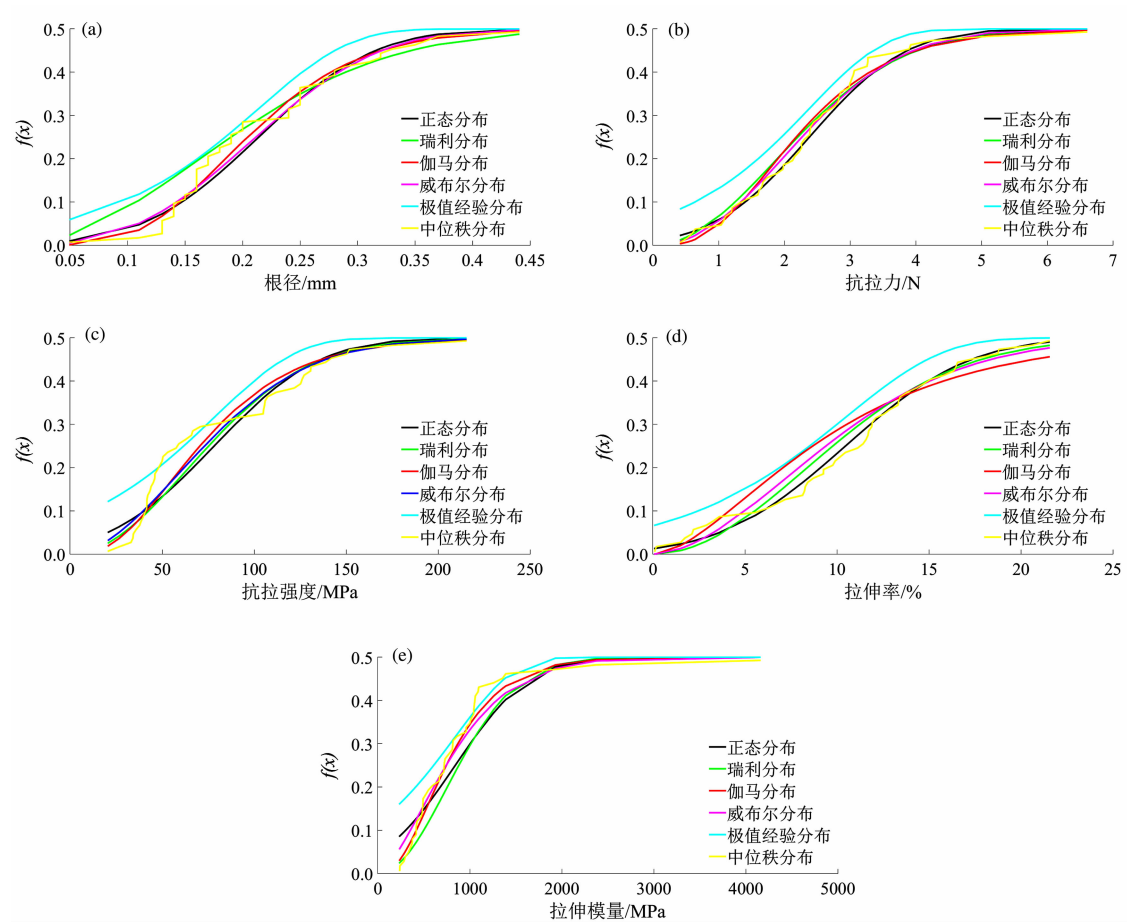 (a)
f(x)
0.5
0.4
0.3
0.2
0.1
0.0
正态分布
瑞利分布
伽马分布
威布尔分布
极值经验分布
中位秩分布
0.05 0.1 0.15 0.2 0.25 0.3 0.35 0.4 0.45
根径/mm
(b)
f(x)
0.5
0.4
0.3
0.2
0.1
0.0
正态分布
瑞利分布
伽马分布
威布尔分布
极值经验分布
中位秩分布
0 1 2 3 4 5 6 7
抗拉力/N
(c)
f(x)
0.5
0.4
0.3
0.2
0.1
0.0
正态分布
瑞利分布
伽马分布
威布尔分布
极值经验分布
中位秩分布
0 50 100 150 200 250
抗拉强度/MPa
(d)
f(x)
0.5
0.4
0.3
0.2
0.1
0.0
正态分布
瑞利分布
伽马分布
威布尔分布
极值经验分布
中位秩分布
0 5 10 15 20 25
拉伸率/%
(e)
f(x)
0.5
0.4
0.3
0.2
0.1
0.0
正态分布
瑞利分布
伽马分布
威布尔分布
极值经验分布
中位秩分布
0 1000 2000 3000 4000 5000
拉伸模量/MPa